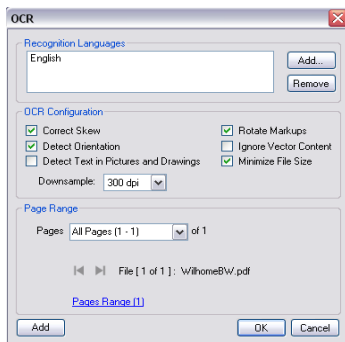 OCR
Recognition Languages
English
Add...
Remove
OCR Configuration
Correct Skew
Rotate Markups
Detect Orientation
Ignore Vector Content
Detect Text in Pictures and Drawings
Minimize File Size
Downsample: 300 dpi
Page Range
Pages All Pages (1 - 1) of 1
File [ 1 of 1 ] : WilhomeBW.pdf
Pages Range (1)
Add OK Cancel